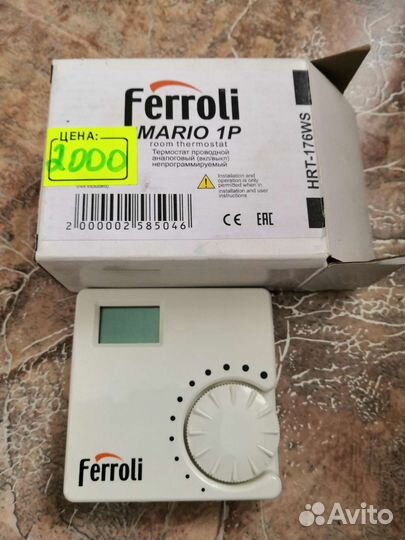 Ferroli
MARIO 1P
room thermostat
Термостат проводной
аналоговый (вкл/выкл)
непрограммируемый
ЦЕНА:
2000
Installation and
operation is only
permitted when in
installation and user
instructions
HRT-176WS
2 000002 585046
CE EAC
Ferroli
Avito